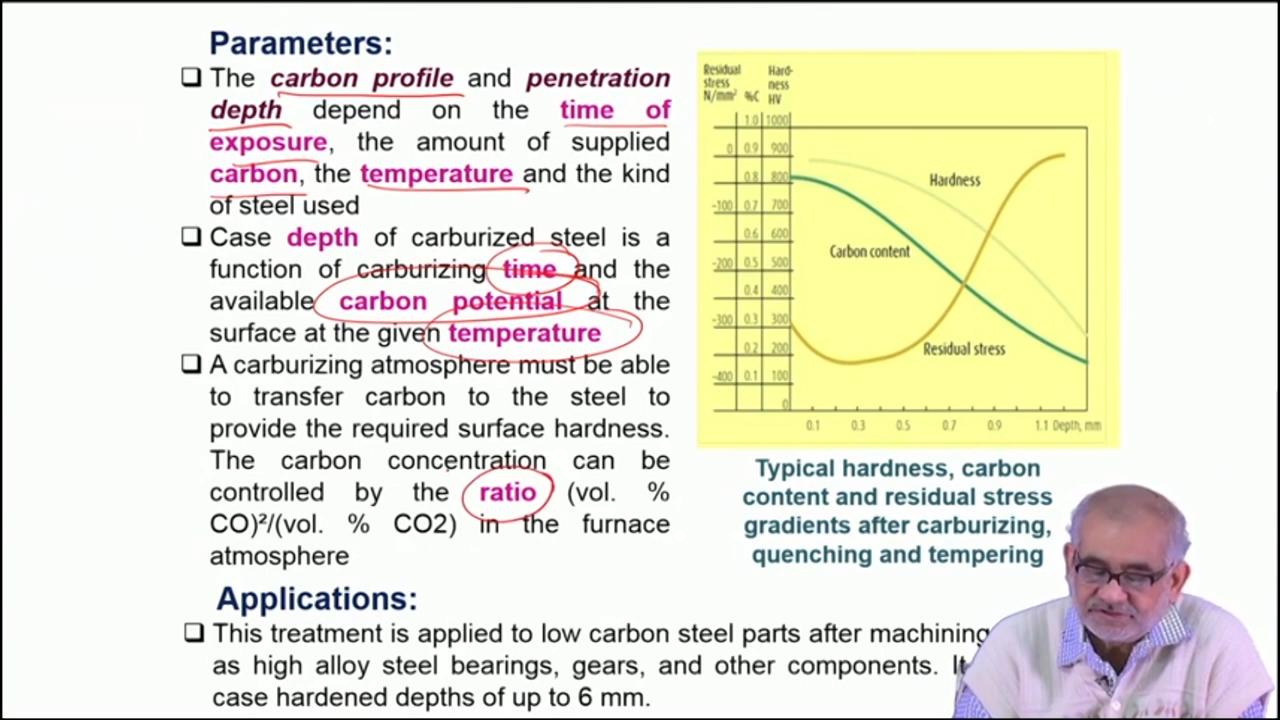 Parameters:
❑ The carbon profile and penetration
depth depend on the time of
exposure, the amount of supplied
carbon, the temperature and the kind
of steel used
❑ Case depth of carburized steel is a
function of carburizing time and the
available carbon potential at the
surface at the given temperature
❑ A carburizing atmosphere must be able
to transfer carbon to the steel to
provide the required surface hardness.
The carbon concentration can be
controlled by the ratio (vol. %
CO)²/(vol. % CO2) in the furnace
atmosphere
Residual stress N/mm² %C Hard-ness HV
1.0 1000
0 0.9 900
0.8 800
-100 0.7 700
0.6 600
-200 0.5 500
0.4 400
-300 0.3 300
0.2 200
-400 0.1 100
0
Hardness
Carbon content
Residual stress
0.1 0.3 0.5 0.7 0.9 1.1 Depth, mm
Typical hardness, carbon
content and residual stress
gradients after carburizing,
quenching and tempering
Applications:
❑ This treatment is applied to low carbon steel parts after machining
as high alloy steel bearings, gears, and other components. It
case hardened depths of up to 6 mm.